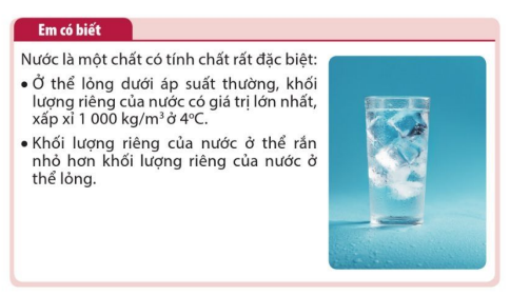 Em có biết
Nước là một chất có tính chất rất đặc biệt:
• Ở thể lỏng dưới áp suất thường, khối
lượng riêng của nước có giá trị lớn nhất,
xấp xỉ 1 000 kg/m³ ở 4ºC.
• Khối lượng riêng của nước ở thể rắn
nhỏ hơn khối lượng riêng của nước ở
thể lỏng.